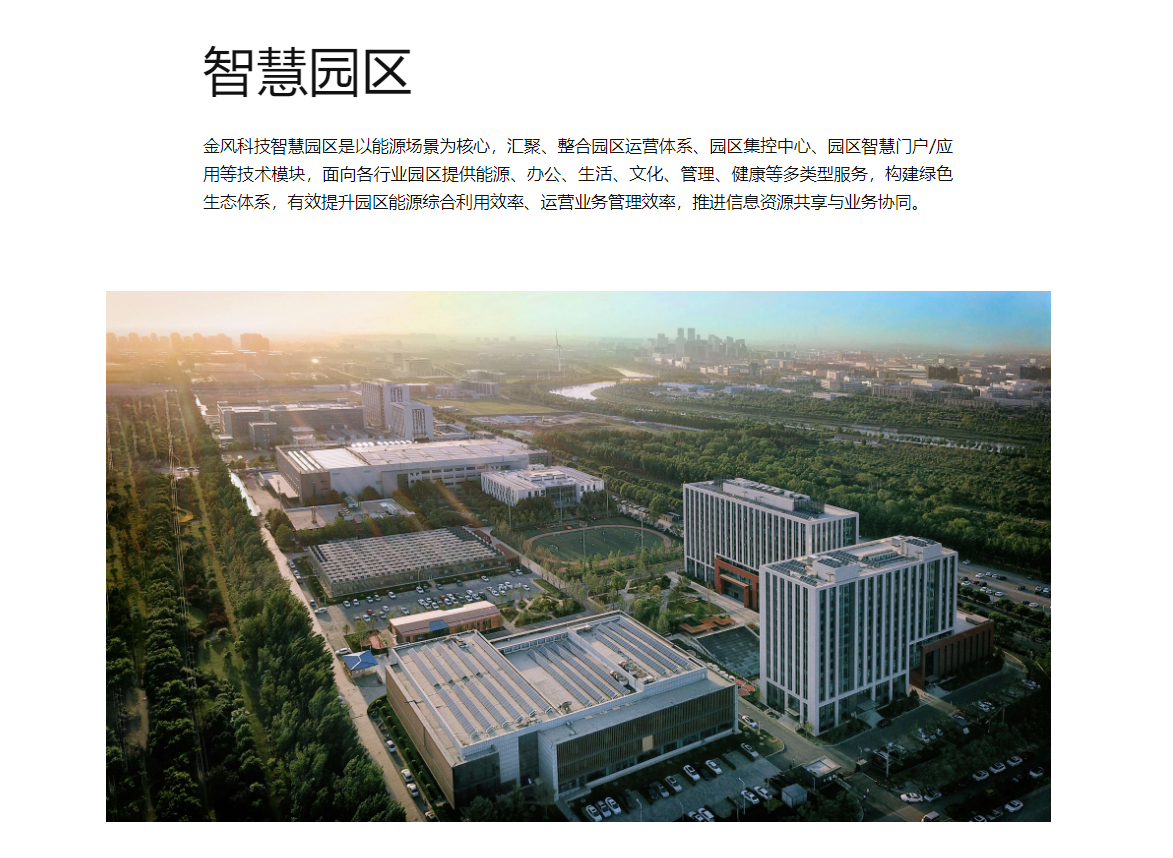 智慧园区
金风科技智慧园区是以能源场景为核心，汇聚、整合园区运营体系、园区集控中心、园区智慧门户/应
用等技术模块，面向各行业园区提供能源、办公、生活、文化、管理、健康等多类型服务，构建绿色
生态体系，有效提升园区能源综合利用效率、运营业务管理效率，推进信息资源共享与业务协同。